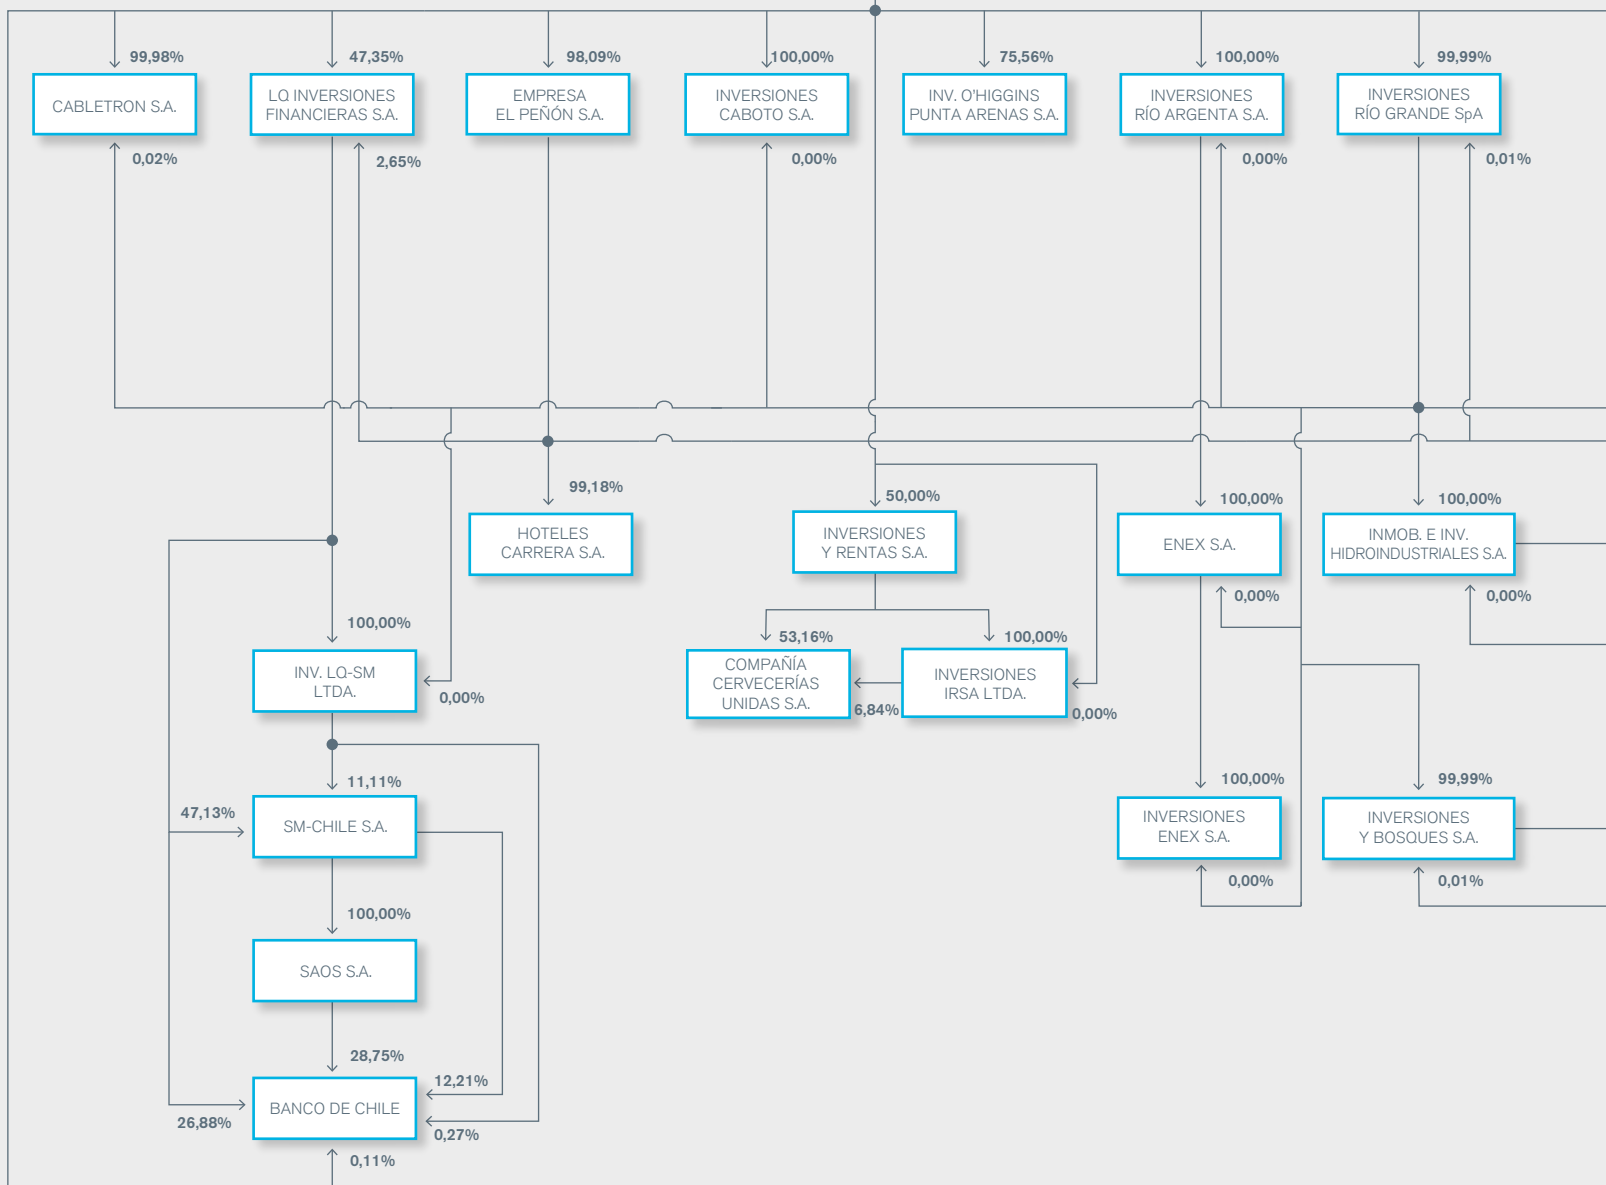 99,98%
47,35%
98,09%
100,00%
75,56%
100,00%
99,99%
CABLETRON S.A.
LQ INVERSIONES
FINANCIERAS S.A.
EMPRESA
EL PEÑÓN S.A.
INVERSIONES
CABOTO S.A.
INV. O'HIGGINS
PUNTA ARENAS S.A.
INVERSIONES
RÍO ARGENTA S.A.
INVERSIONES
RÍO GRANDE SpA
0,02%
2,65%
0,00%
0,00%
0,01%
99,18%
50,00%
100,00%
100,00%
HOTELES
CARRERA S.A.
INVERSIONES
Y RENTAS S.A.
ENEX S.A.
INMOB. E INV.
HIDROINDUSTRIALES S.A.
0,00%
0,00%
100,00%
53,16%
100,00%
INV. LQ-SM
LTDA.
COMPAÑÍA
CERVECERÍAS
UNIDAS S.A.
INVERSIONES
IRSA LTDA.
0,00%
6,84%
0,00%
11,11%
100,00%
99,99%
47,13%
SM-CHILE S.A.
INVERSIONES
ENEX S.A.
INVERSIONES
Y BOSQUES S.A.
0,00%
0,01%
100,00%
SAOS S.A.
28,75%
12,21%
BANCO DE CHILE
26,88%
0,27%
0,11%